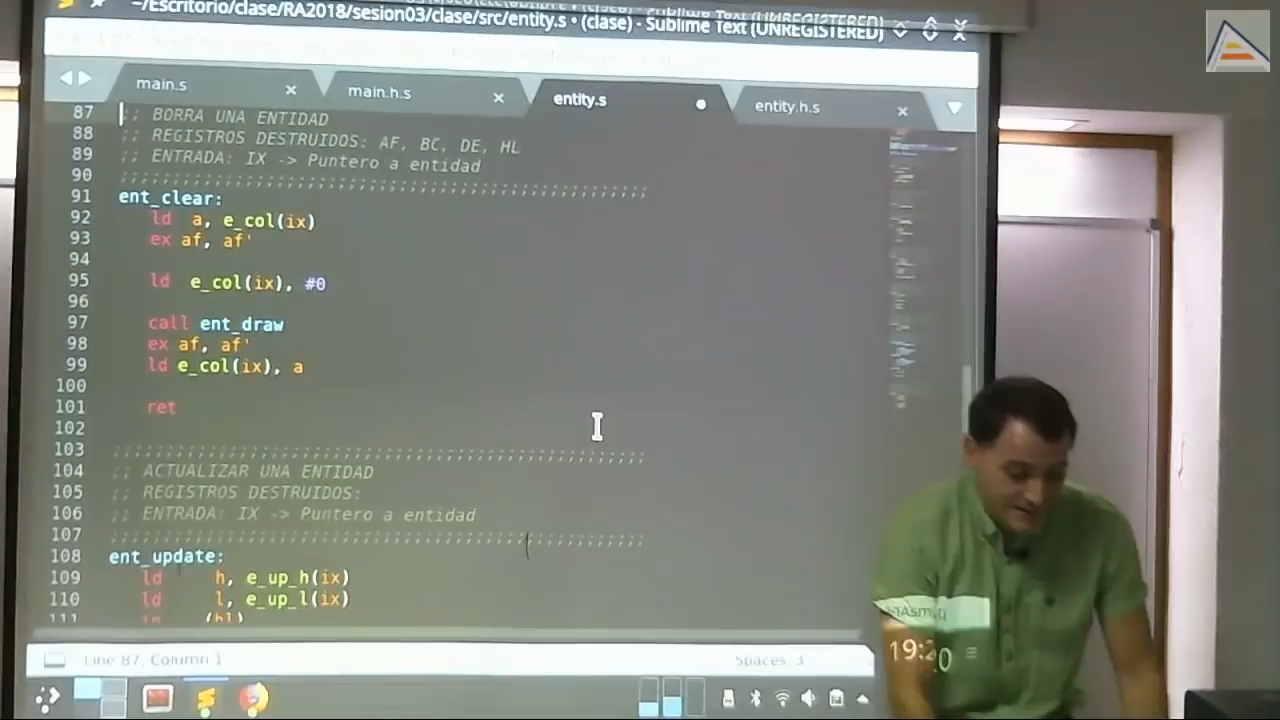 ~/Escritorio/clase/RA2018/sesion03/clase/src/entity.s • (clase) - Sublime Text (UNREGISTERED)
main.s
main.h.s
entity.s
entity.h.s
87 ;; BORRA UNA ENTIDAD
88 ;; REGISTROS DESTRUIDOS: AF, BC, DE, HL
89 ;; ENTRADA: IX -> Puntero a entidad
90 ;;;;;;;;;;;;;;;;;;;;;;;;;;;;;;;;;;;;;;;;;;;;;;;;;;
91 ent_clear:
92 ld a, e_col(ix)
93 ex af, af'
94
95 ld e_col(ix), #0
96
97 call ent_draw
98 ex af, af'
99 ld e_col(ix), a
100
101 ret
102
103 ;;;;;;;;;;;;;;;;;;;;;;;;;;;;;;;;;;;;;;;;;;;;;;;;;;
104 ;; ACTUALIZAR UNA ENTIDAD
105 ;; REGISTROS DESTRUIDOS:
106 ;; ENTRADA: IX -> Puntero a entidad
107 ;;;;;;;;;;;;;;;;;;;;;;;;;;;;;;;;;;;;;;;;;;;;;;;;;;
108 ent_update:
109 ld h, e_up_h(ix)
110 ld l, e_up_l(ix)
111 (hl)
Line 87, Column 1
Spaces: 3